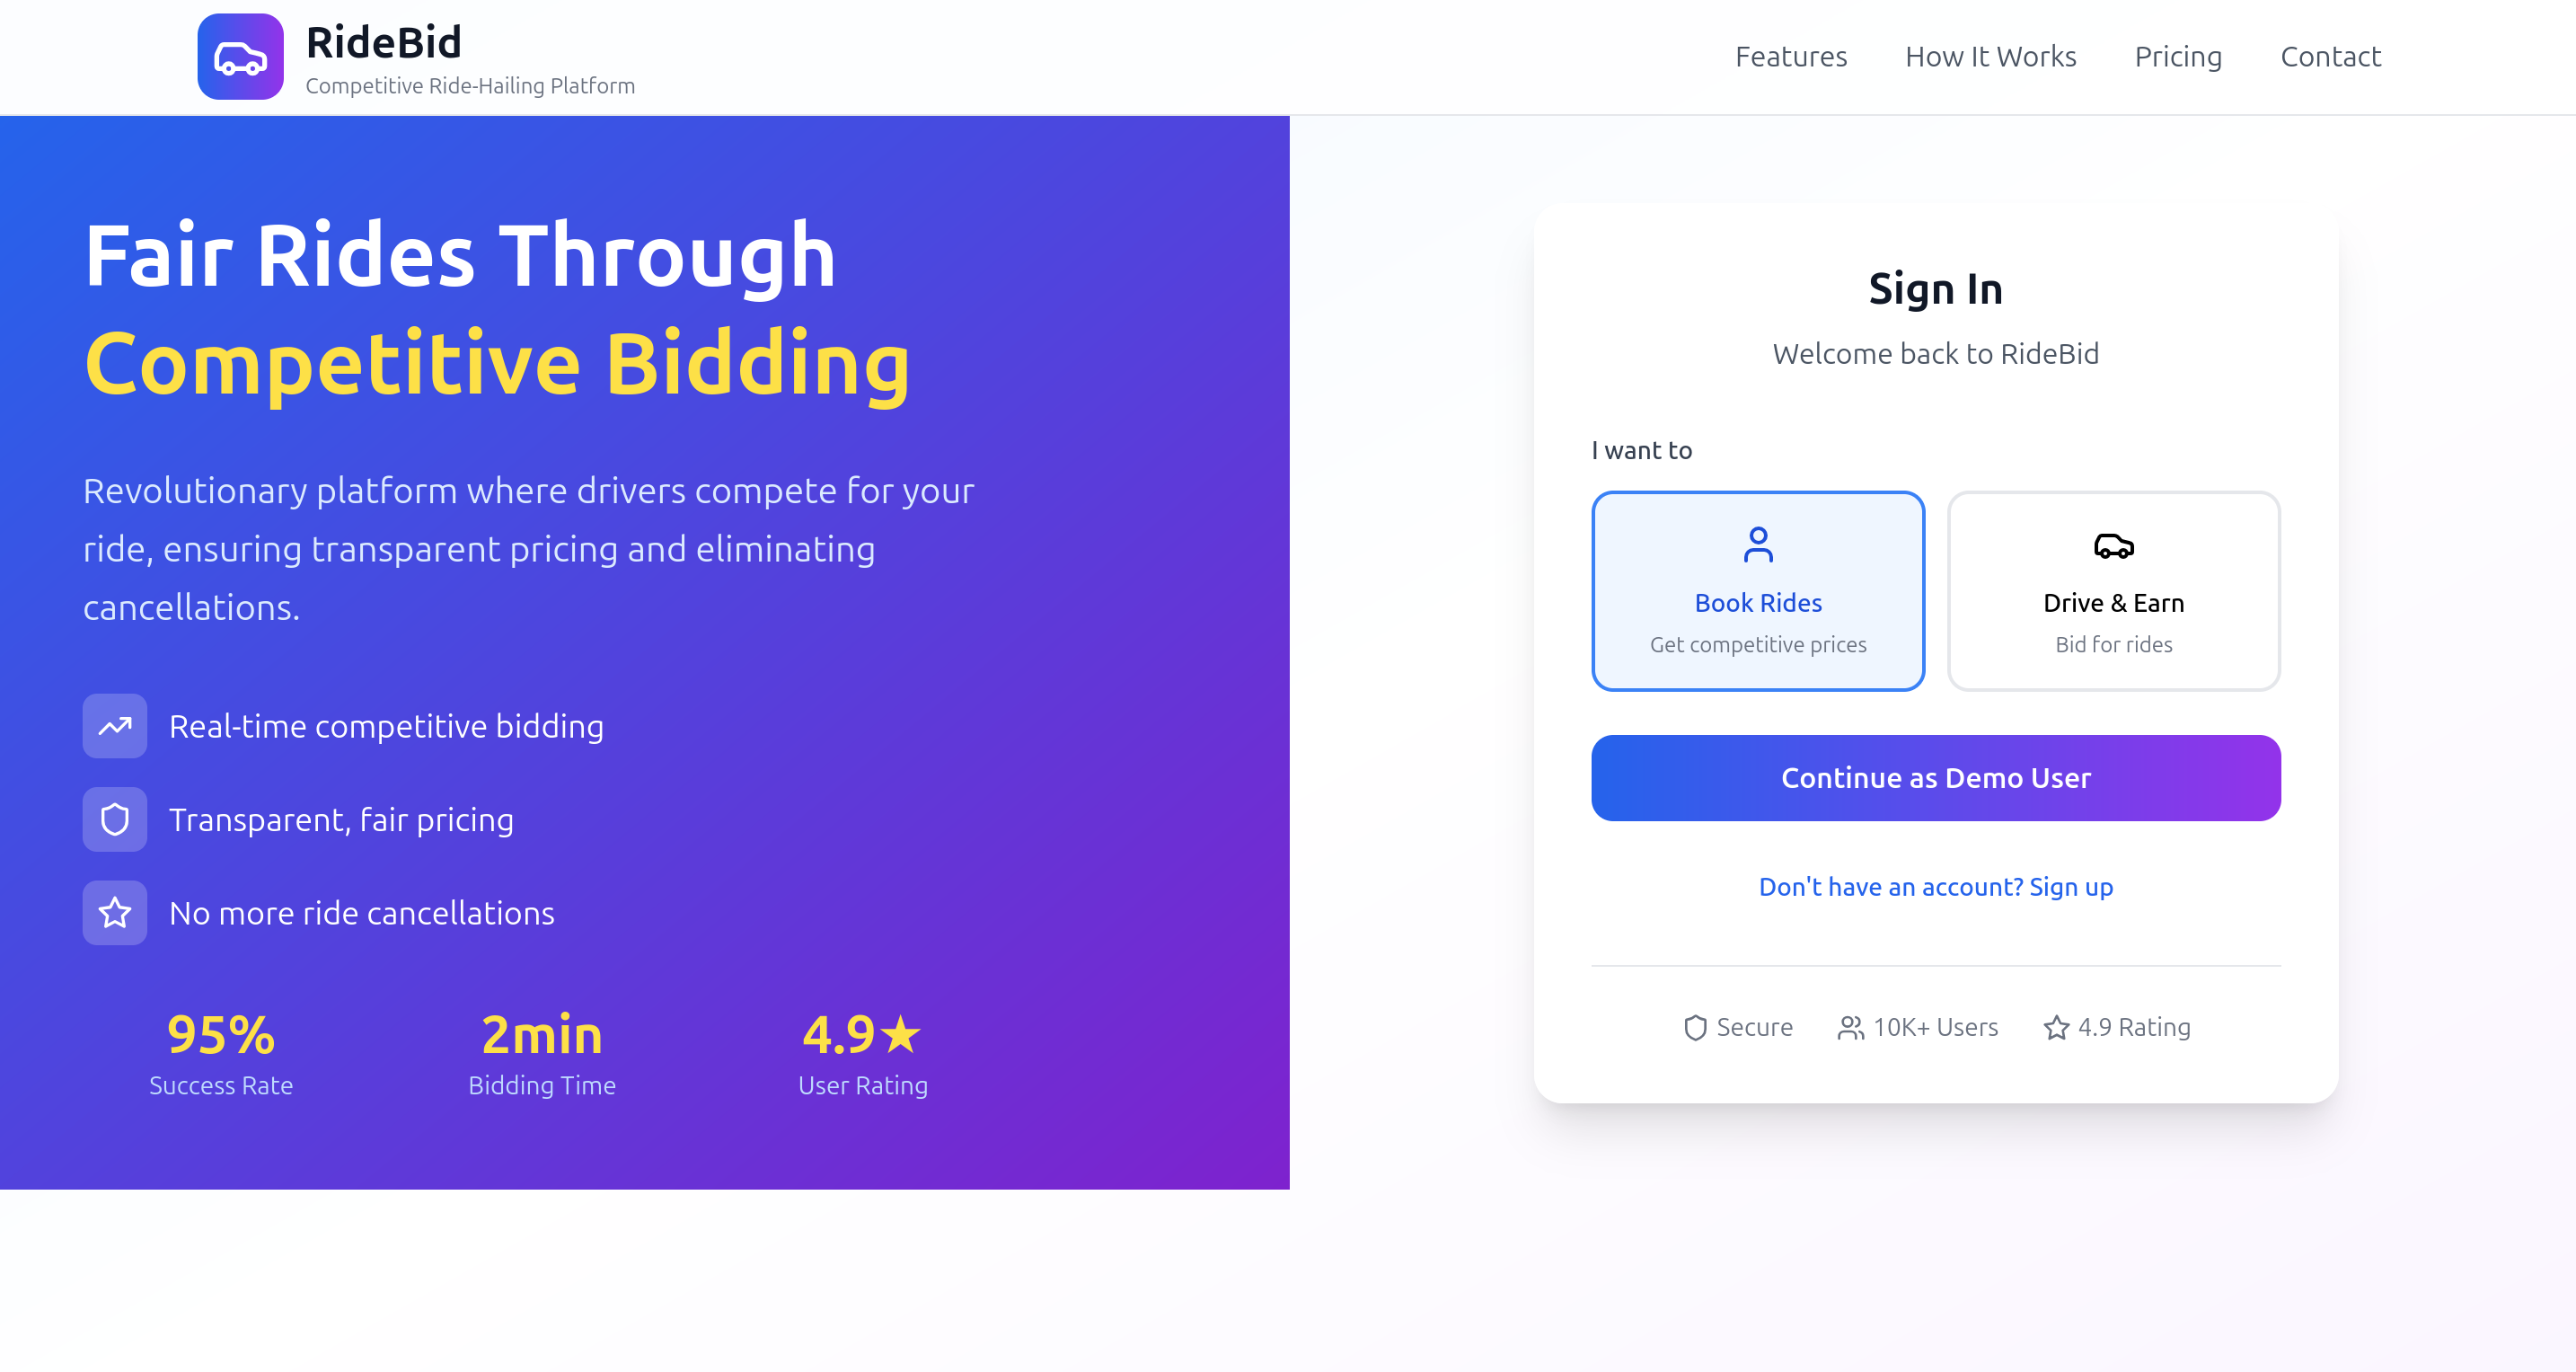 RideBid
Competitive Ride-Hailing Platform
Features
How It Works
Pricing
Contact
Fair Rides Through
Competitive Bidding
Revolutionary platform where drivers compete for your
ride, ensuring transparent pricing and eliminating
cancellations.
Real-time competitive bidding
Transparent, fair pricing
No more ride cancellations
95%
Success Rate
2min
Bidding Time
4.9★
User Rating
Sign In
Welcome back to RideBid
I want to
Book Rides
Get competitive prices
Drive & Earn
Bid for rides
Continue as Demo User
Don't have an account? Sign up
Secure
10K+ Users
4.9 Rating